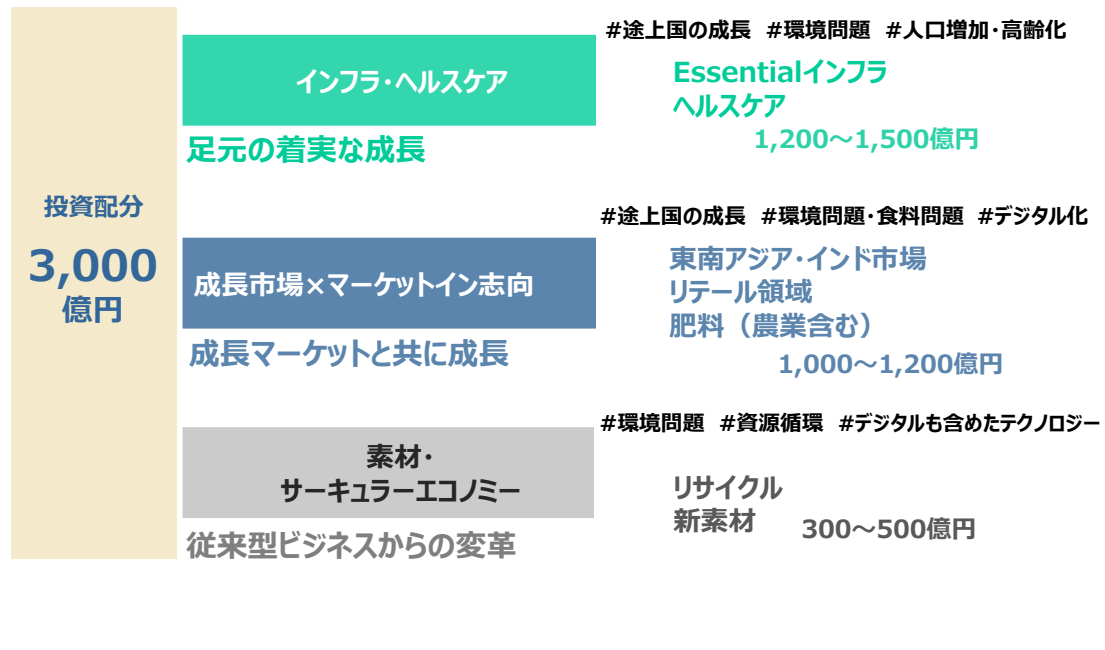 投資配分
3,000
億円
#途上国の成長 #環境問題 #人口増加・高齢化
インフラ・ヘルスケア
Essentialインフラ
ヘルスケア
1,200～1,500億円
足元の着実な成長
#途上国の成長 #環境問題・食料問題 #デジタル化
成長市場×マーケットイン志向
東南アジア・インド市場
リテール領域
肥料（農業含む）
1,000～1,200億円
成長マーケットと共に成長
#環境問題 #資源循環 #デジタルも含めたテクノロジー
素材・
サーキュラーエコノミー
リサイクル
新素材
300～500億円
従来型ビジネスからの変革